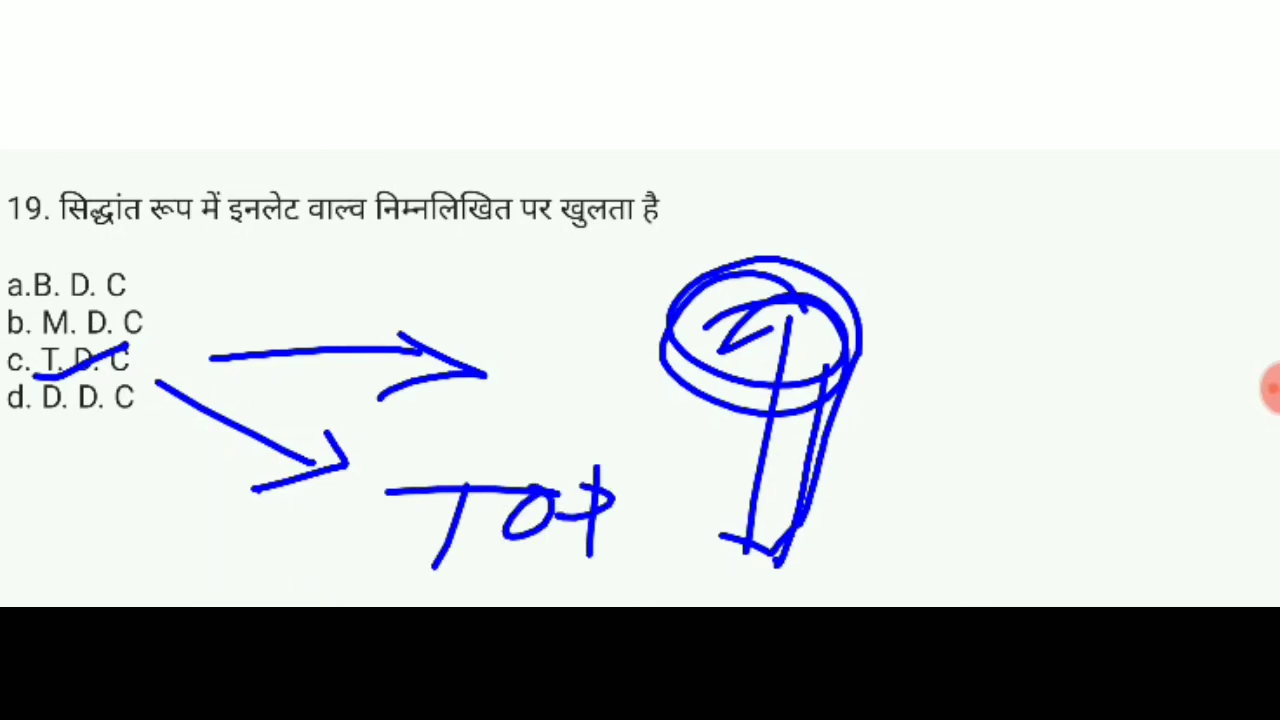 19. सिद्धांत रूप में इनलेट वाल्व निम्नलिखित पर खुलता है
a.B. D. C
b. M. D. C
c. T. D. C
d. D. D. C
TOP